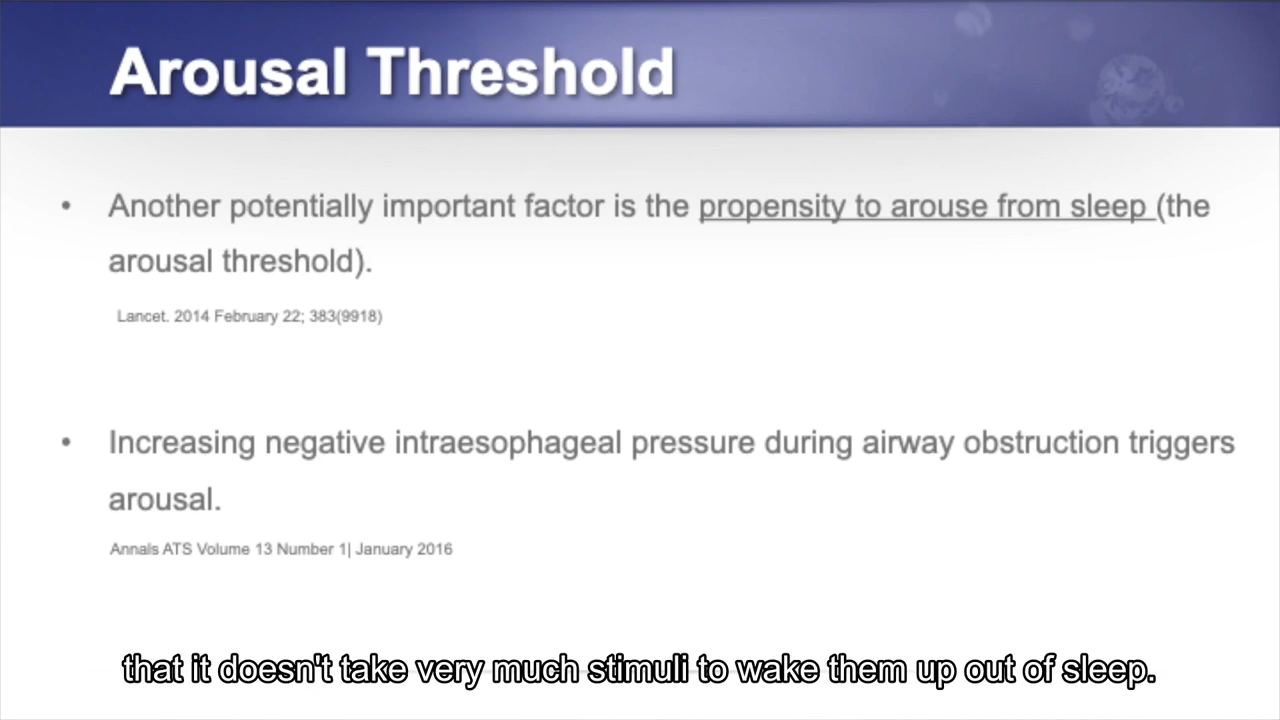 Arousal Threshold
• Another potentially important factor is the propensity to arouse from sleep (the
arousal threshold).
Lancet. 2014 February 22; 383(9918)
• Increasing negative intraesophageal pressure during airway obstruction triggers
arousal.
Annals ATS Volume 13 Number 1| January 2016
that it doesn't take very much stimuli to wake them up out of sleep.